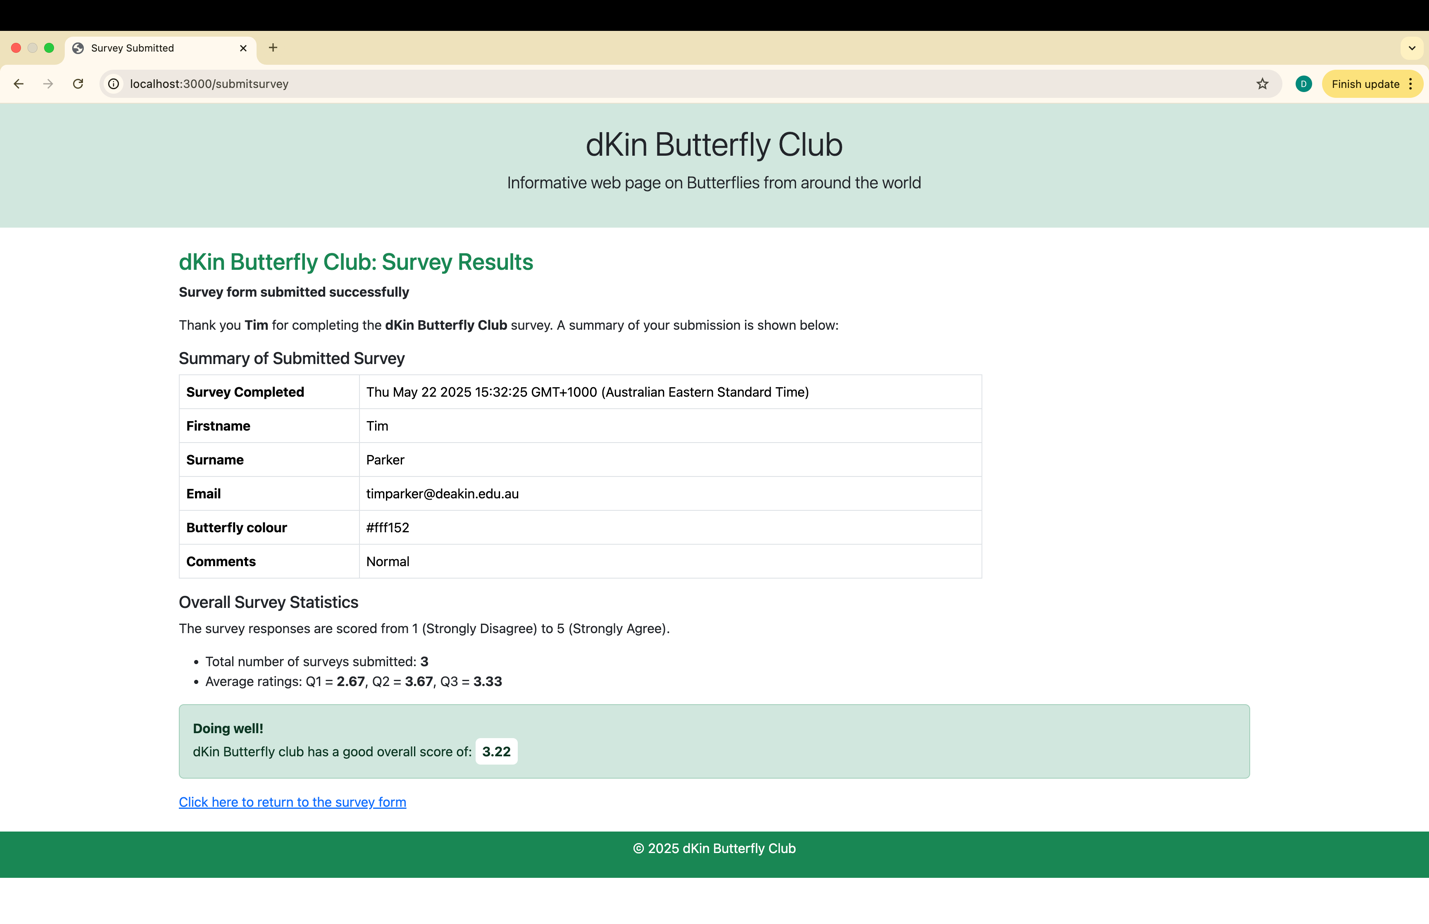 Survey Submitted
localhost:3000/submitsurvey
D
Finish update
dKin Butterfly Club
Informative web page on Butterflies from around the world
dKin Butterfly Club: Survey Results
Survey form submitted successfully
Thank you Tim for completing the dKin Butterfly Club survey. A summary of your submission is shown below:
Summary of Submitted Survey
Survey Completed Thu May 22 2025 15:32:25 GMT+1000 (Australian Eastern Standard Time)
Firstname Tim
Surname Parker
Email timparker@deakin.edu.au
Butterfly colour #fff152
Comments Normal
Overall Survey Statistics
The survey responses are scored from 1 (Strongly Disagree) to 5 (Strongly Agree).
• Total number of surveys submitted: 3
• Average ratings: Q1 = 2.67, Q2 = 3.67, Q3 = 3.33
Doing well!
dKin Butterfly club has a good overall score of: 3.22
Click here to return to the survey form
© 2025 dKin Butterfly Club